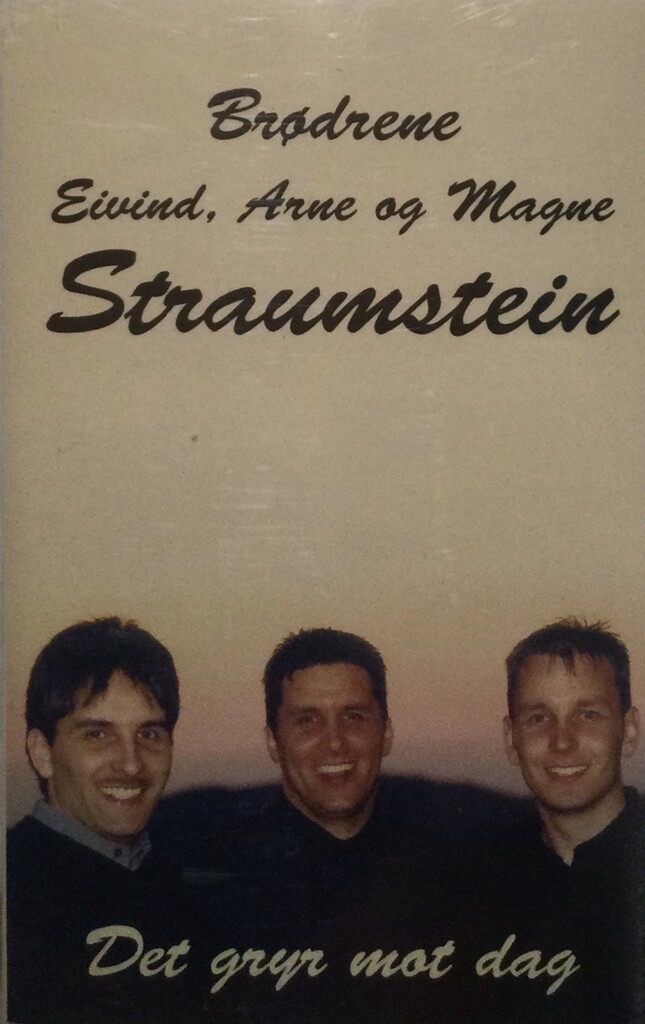 Brødrene
Eivind, Arne og Magne
Straumstein
Det gryr mot dag